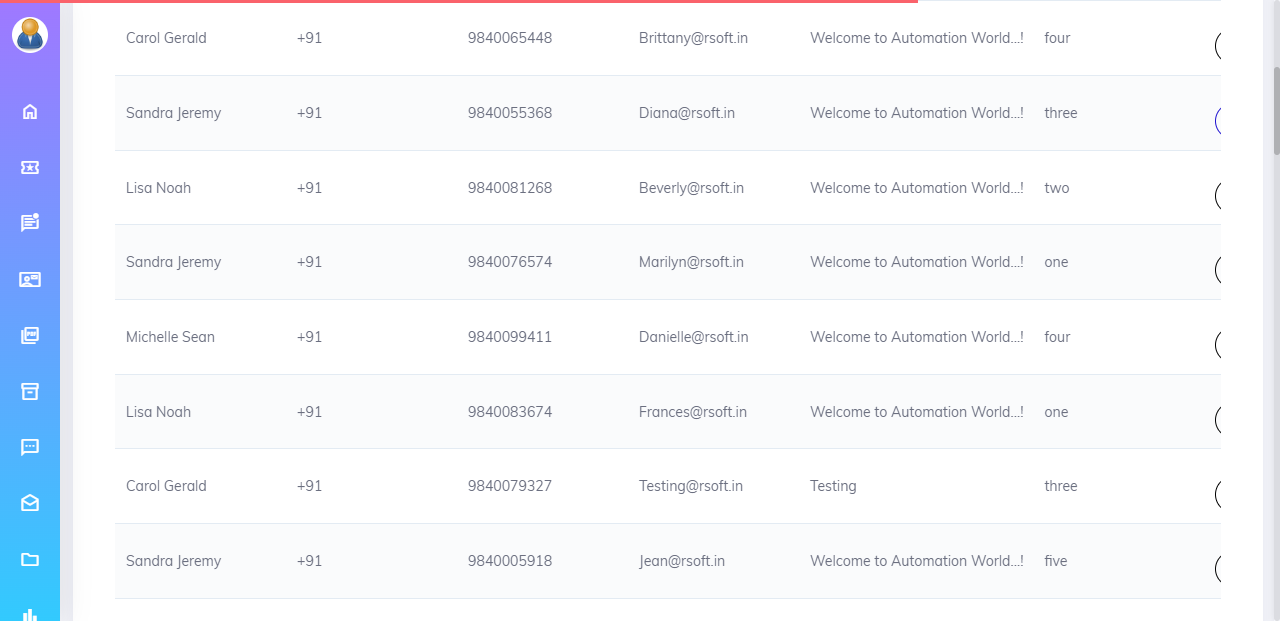 Carol Gerald +91 9840065448 Brittany@rsoft.in Welcome to Automation World...! four
Sandra Jeremy +91 9840055368 Diana@rsoft.in Welcome to Automation World...! three
Lisa Noah +91 9840081268 Beverly@rsoft.in Welcome to Automation World...! two
Sandra Jeremy +91 9840076574 Marilyn@rsoft.in Welcome to Automation World...! one
Michelle Sean +91 9840099411 Danielle@rsoft.in Welcome to Automation World...! four
Lisa Noah +91 9840083674 Frances@rsoft.in Welcome to Automation World...! one
Carol Gerald +91 9840079327 Testing@rsoft.in Testing three
Sandra Jeremy +91 9840005918 Jean@rsoft.in Welcome to Automation World...! five